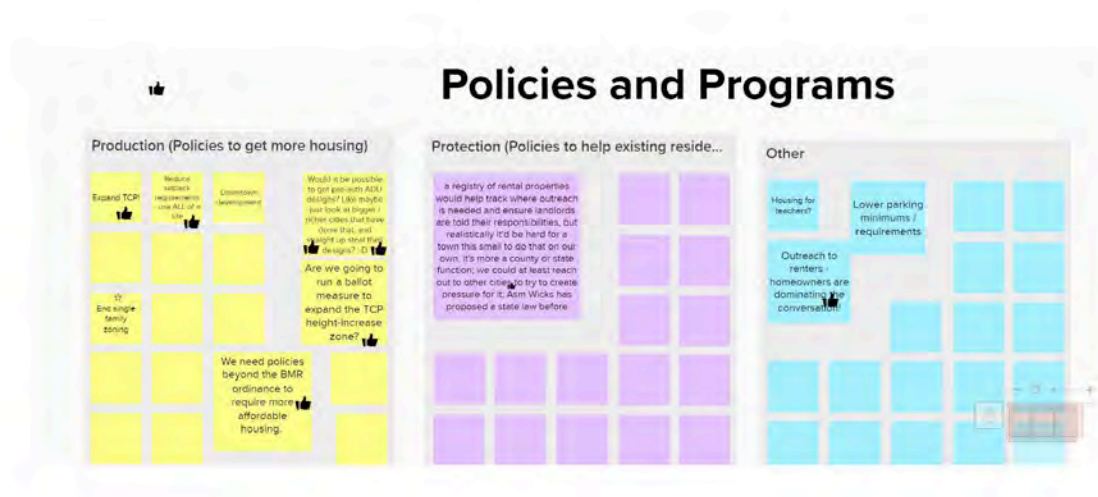 Policies and Programs
Production (Policies to get more housing)
Expand TCP!
Reduce
setback
requirements
- use ALL of a
site
Downtown
development
Would it be possible
to get pre-auth ADU
designs? Like maybe
just look at bigger /
richer cities that have
done that, and
straight up steal their
designs? :-D
Are we going to
run a ballot
measure to
expand the TCP
height-increase
zone?
☆
End single
family
zoning
We need policies
beyond the BMR
ordinance to
require more
affordable
housing.
Protection (Policies to help existing reside...
a registry of rental properties
would help track where outreach
is needed and ensure landlords
are told their responsibilities, but
realistically it'd be hard for a
town this small to do that on our
own. it's more a county or state
function; we could at least reach
out to other cities to try to create
pressure for it; Asm Wicks has
proposed a state law before
Other
Housing for
teachers?
Lower parking
minimums /
requirements
Outreach to
renters -
homeowners are
dominating the
conversation!